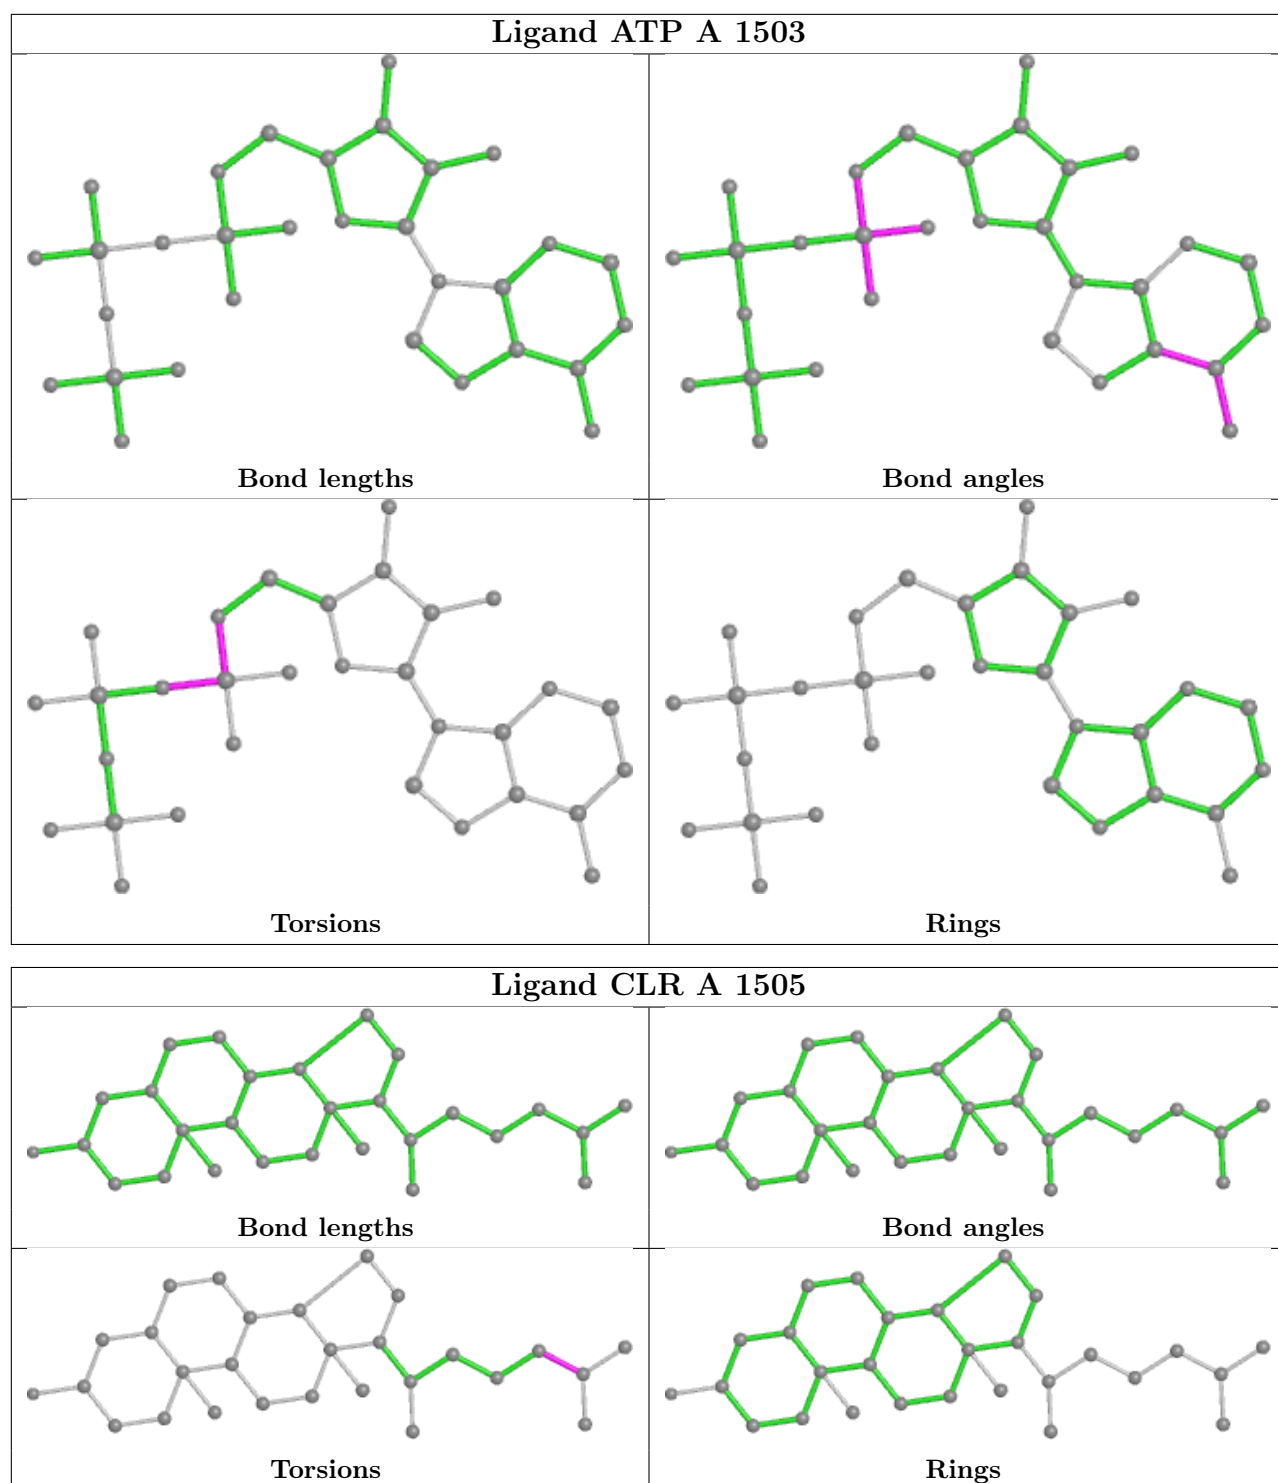 Ligand ATP A 1503
Bond lengths
Bond angles
Torsions
Rings
Ligand CLR A 1505
Bond lengths
Bond angles
Torsions
Rings